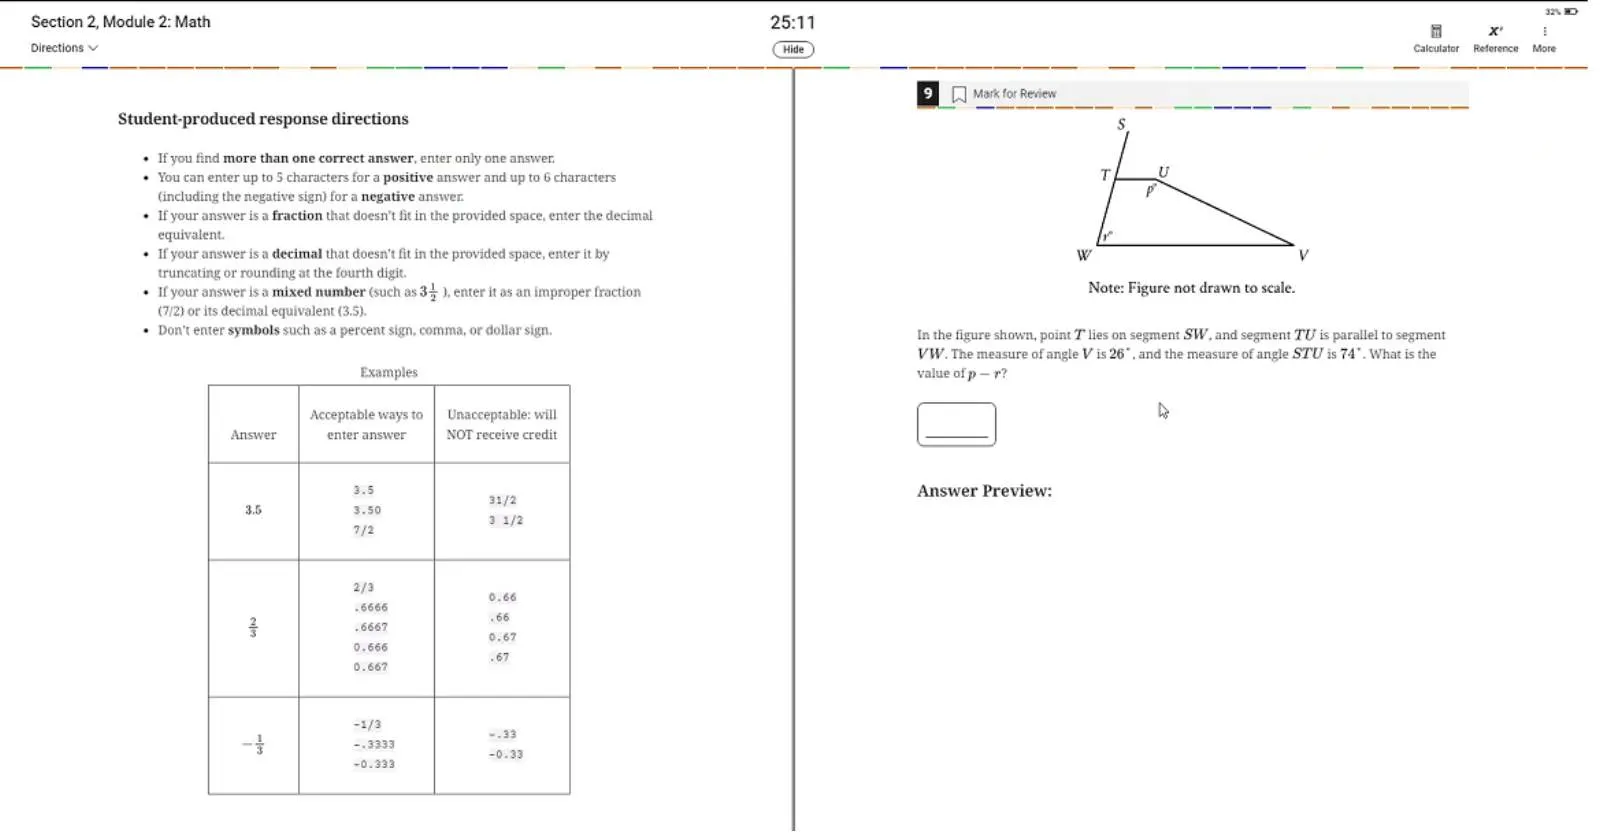 Section 2, Module 2: Math
Directions
25:11
Hide
32%
Calculator
Reference
More
Student-produced response directions
• If you find more than one correct answer, enter only one answer.
• You can enter up to 5 characters for a positive answer and up to 6 characters
(including the negative sign) for a negative answer.
• If your answer is a fraction that doesn't fit in the provided space, enter the decimal
equivalent.
• If your answer is a decimal that doesn't fit in the provided space, enter it by
truncating or rounding at the fourth digit.
• If your answer is a mixed number (such as 3 1/2 ), enter it as an improper fraction
(7/2) or its decimal equivalent (3.5).
• Don't enter symbols such as a percent sign, comma, or dollar sign.
Examples
Answer
Acceptable ways to
enter answer
Unacceptable: will
NOT receive credit
3.5
3.5
3.50
7/2
31/2
3 1/2
2/3
2/3
.6666
.6667
0.666
0.667
0.66
.66
0.67
.67
-1/3
-1/3
-.3333
-0.333
-.33
-0.33
9
Mark for Review
S
T
U
p°
r°
W
V
Note: Figure not drawn to scale.
In the figure shown, point T lies on segment SW, and segment TU is parallel to segment
VW. The measure of angle V is 26°, and the measure of angle STU is 74°. What is the
value of p − r?
Answer Preview: